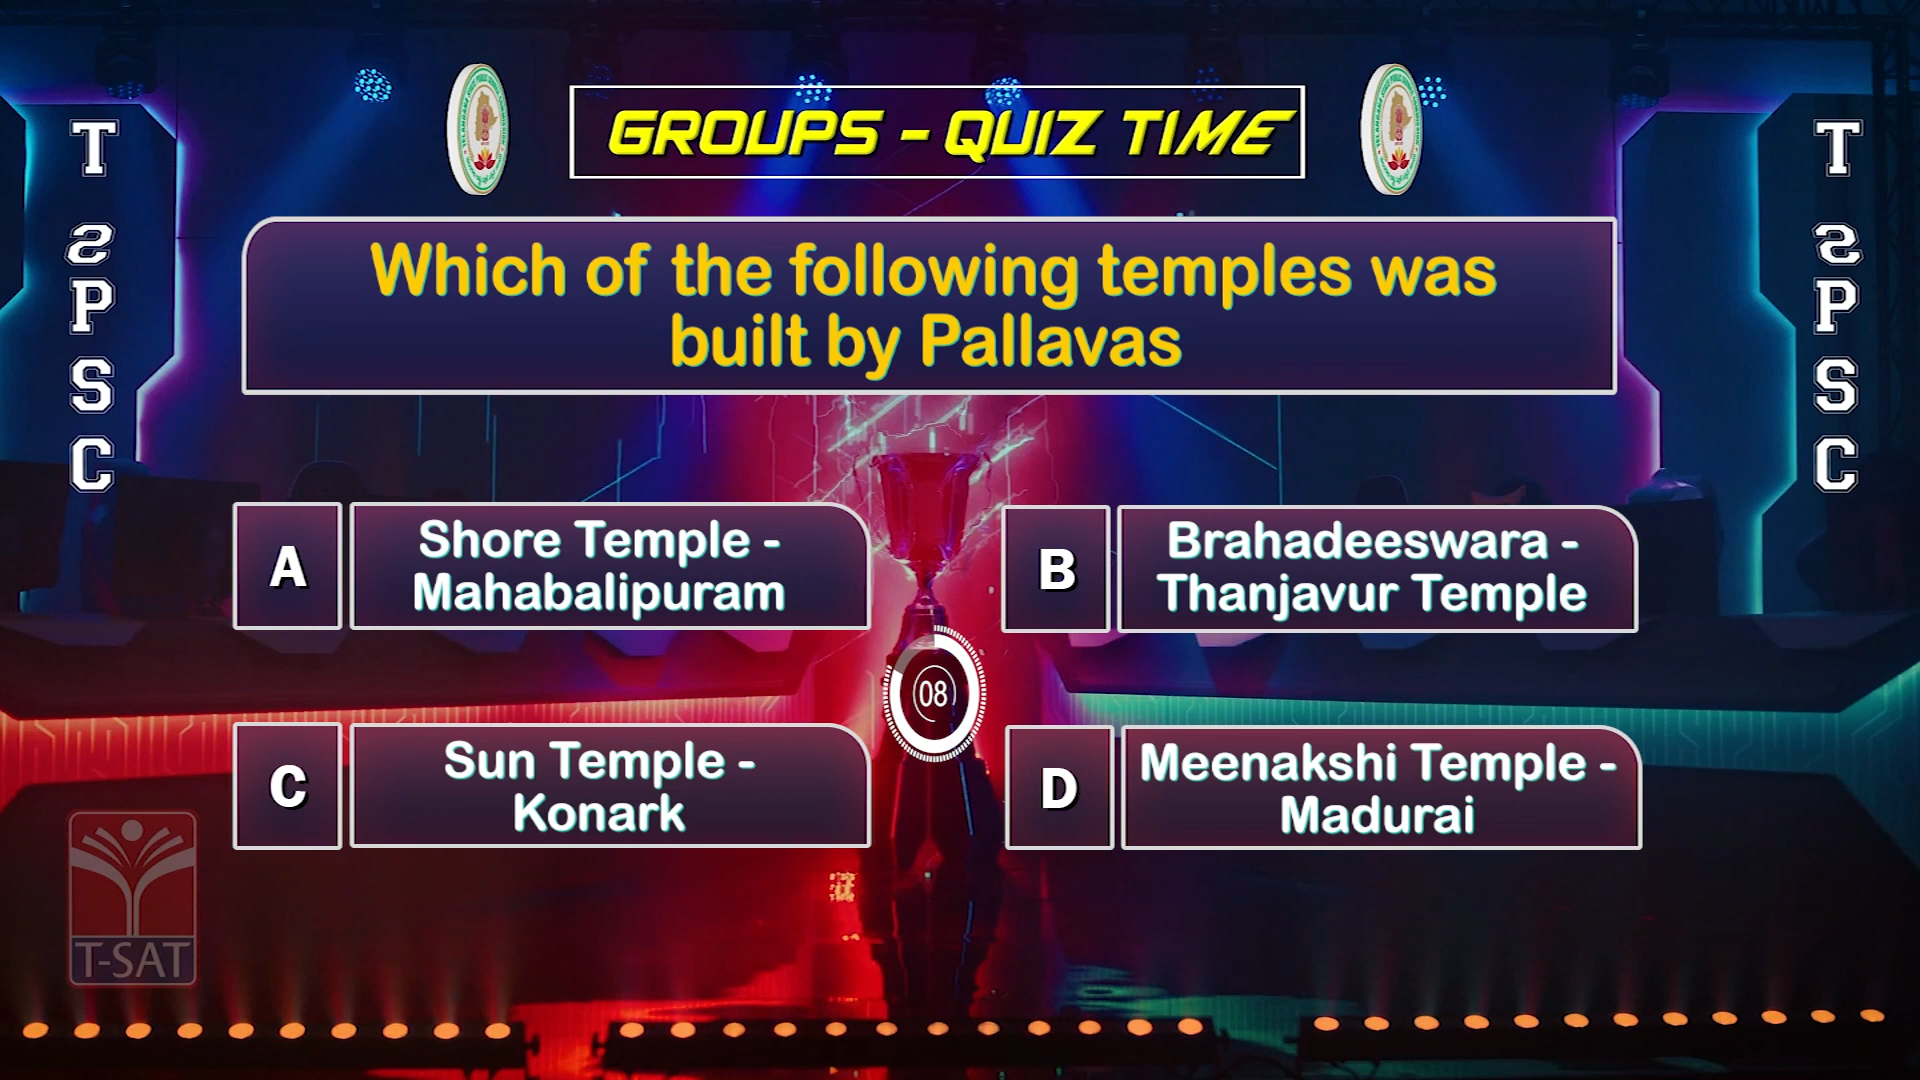 GROUPS - QUIZ TIME
Which of the following temples was
built by Pallavas
A
Shore Temple -
Mahabalipuram
B
Brahadeeswara -
Thanjavur Temple
08
C
Sun Temple -
Konark
D
Meenakshi Temple -
Madurai
T
S
P
S
C
T
S
P
S
C
T-SAT